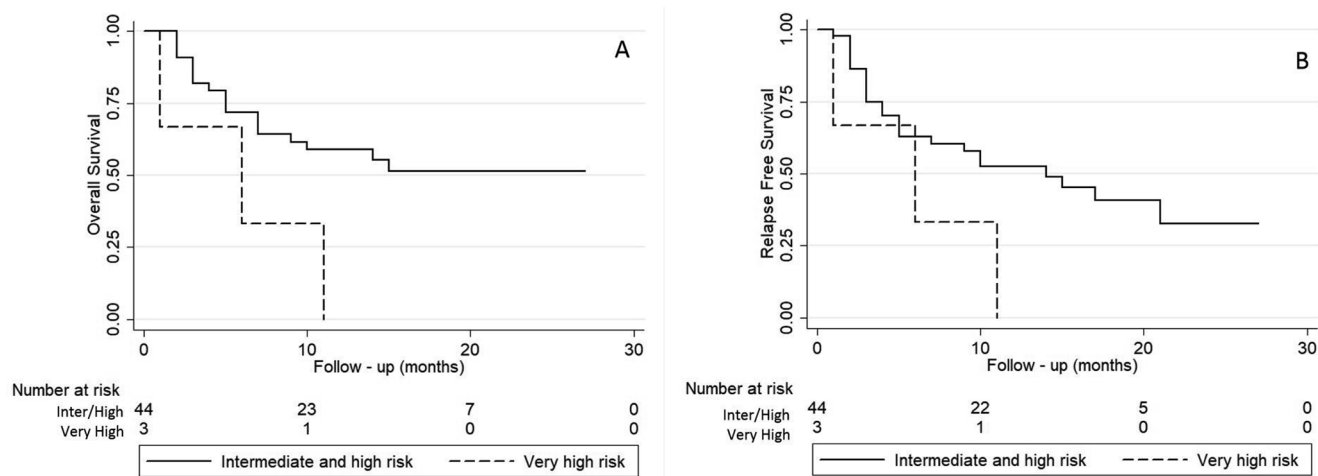 A
Overall Survival
1.00
0.75
0.50
0.25
0.00
0 10 20 30
Follow - up (months)
Number at risk
Inter/High 44 23 7 0
Very High 3 1 0 0
Intermediate and high risk Very high risk
B
Relapse Free Survival
1.00
0.75
0.50
0.25
0.00
0 10 20 30
Follow - up (months)
Number at risk
Inter/High 44 22 5 0
Very High 3 1 0 0
Intermediate and high risk Very high risk